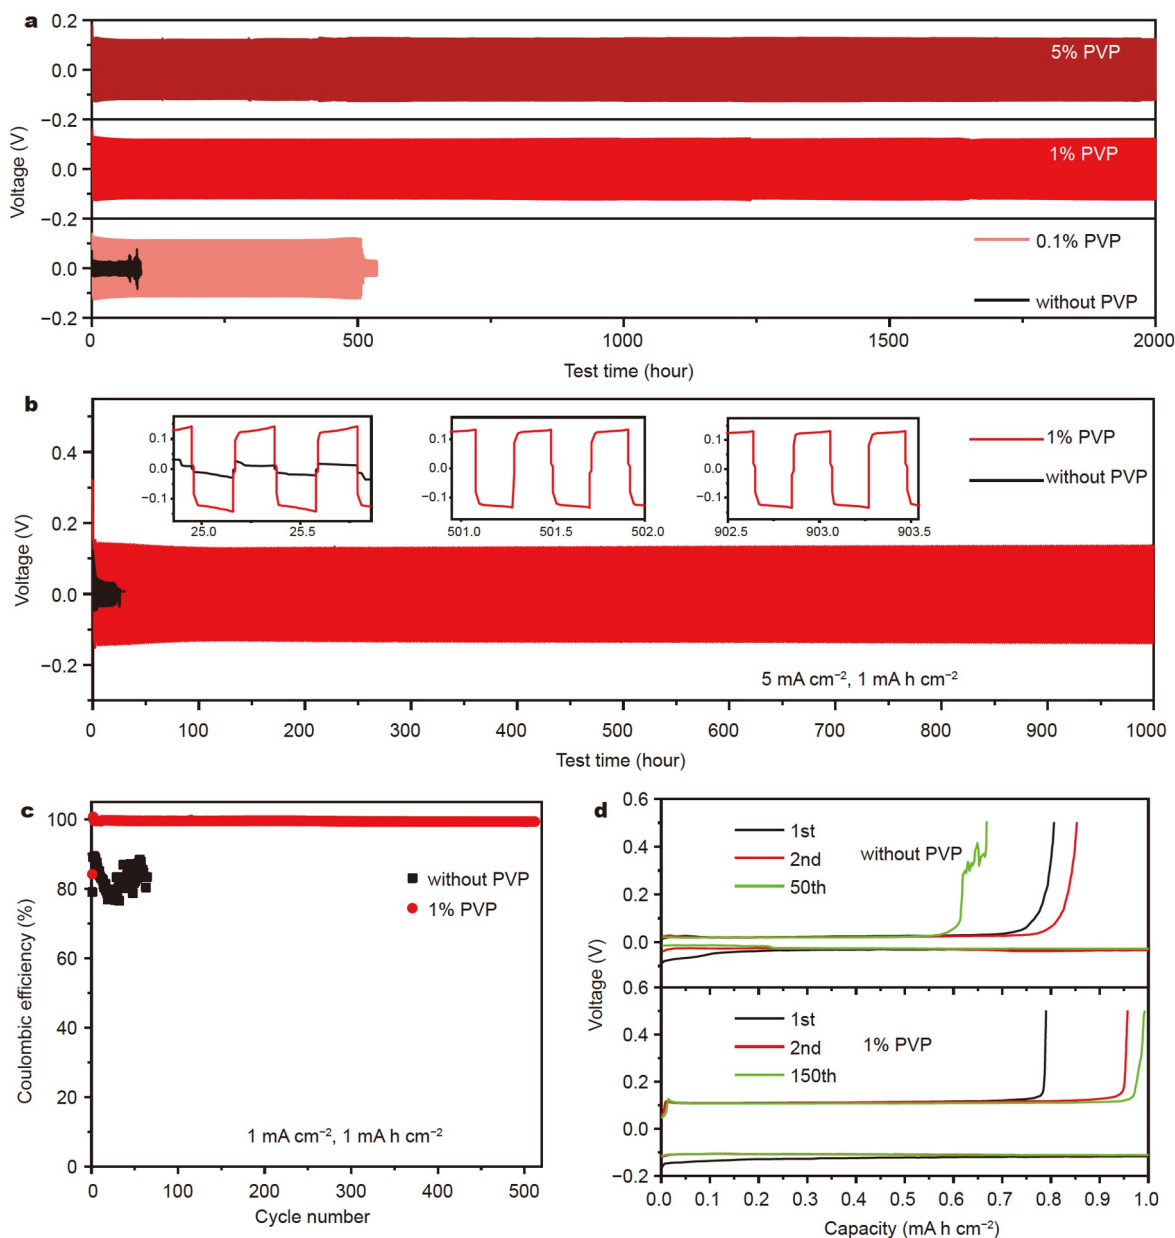 a
0.2
0.0
−0.2
0.0
−0.2
0.0
−0.2
Voltage (V)
5% PVP
1% PVP
0.1% PVP
without PVP
0
500
1000
1500
2000
Test time (hour)
b
0.4
0.2
0.0
−0.2
Voltage (V)
0.1
0.0
−0.1
25.0
25.5
0.1
0.0
−0.1
501.0
501.5
502.0
0.1
0.0
−0.1
902.5
903.0
903.5
1% PVP
without PVP
5 mA cm⁻², 1 mA h cm⁻²
0
100
200
300
400
500
600
700
800
900
1000
Test time (hour)
c
100
80
60
40
20
0
Coulombic efficiency (%)
without PVP
1% PVP
1 mA cm⁻², 1 mA h cm⁻²
0
100
200
300
400
500
Cycle number
d
0.6
0.4
0.2
0.0
0.6
0.4
0.2
0.0
−0.2
Voltage (V)
1st
2nd
50th
without PVP
1st
2nd
150th
1% PVP
0.0
0.1
0.2
0.3
0.4
0.5
0.6
0.7
0.8
0.9
1.0
Capacity (mA h cm⁻²)